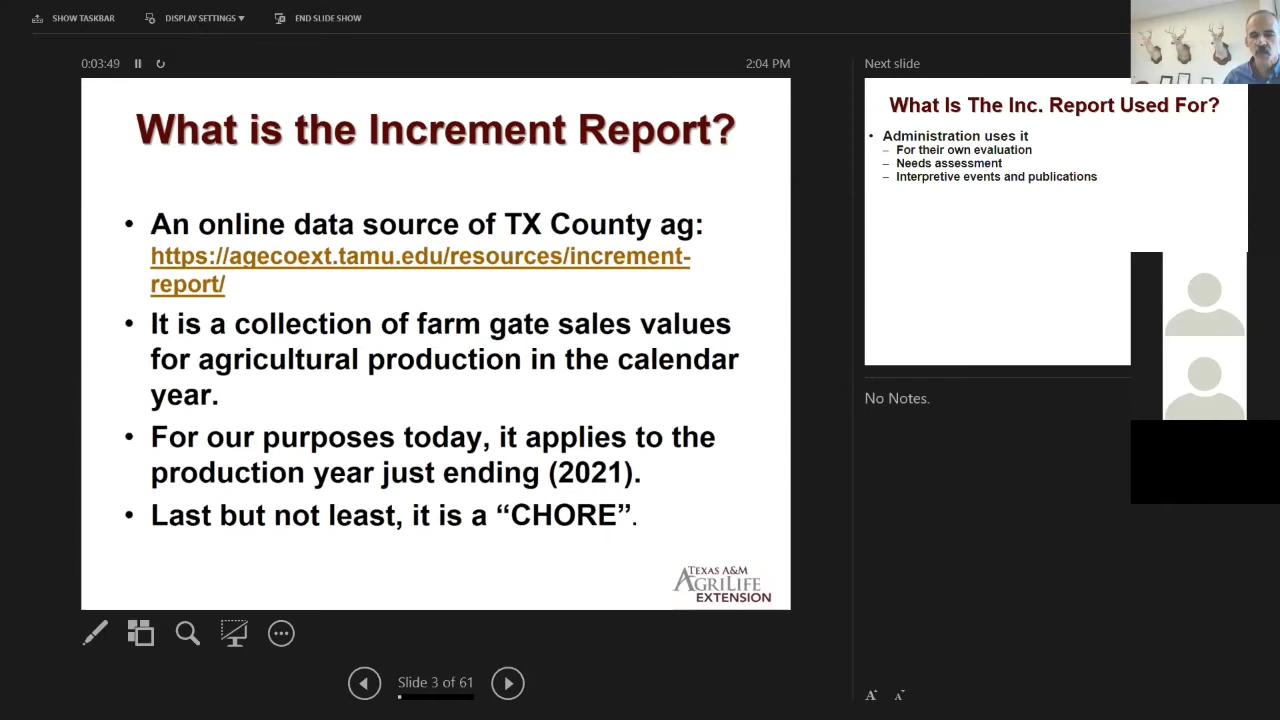 SHOW TASKBAR
DISPLAY SETTINGS ▼
END SLIDE SHOW
0:03:49
2:04 PM
What is the Increment Report?
• An online data source of TX County ag:
https://agecoext.tamu.edu/resources/increment-
report/
• It is a collection of farm gate sales values
for agricultural production in the calendar
year.
• For our purposes today, it applies to the
production year just ending (2021).
• Last but not least, it is a “CHORE”.
TEXAS A&M
AGRILIFE
EXTENSION
Slide 3 of 61
Next slide
What Is The Inc. Report Used For?
• Administration uses it
– For their own evaluation
– Needs assessment
– Interpretive events and publications
No Notes.
A A